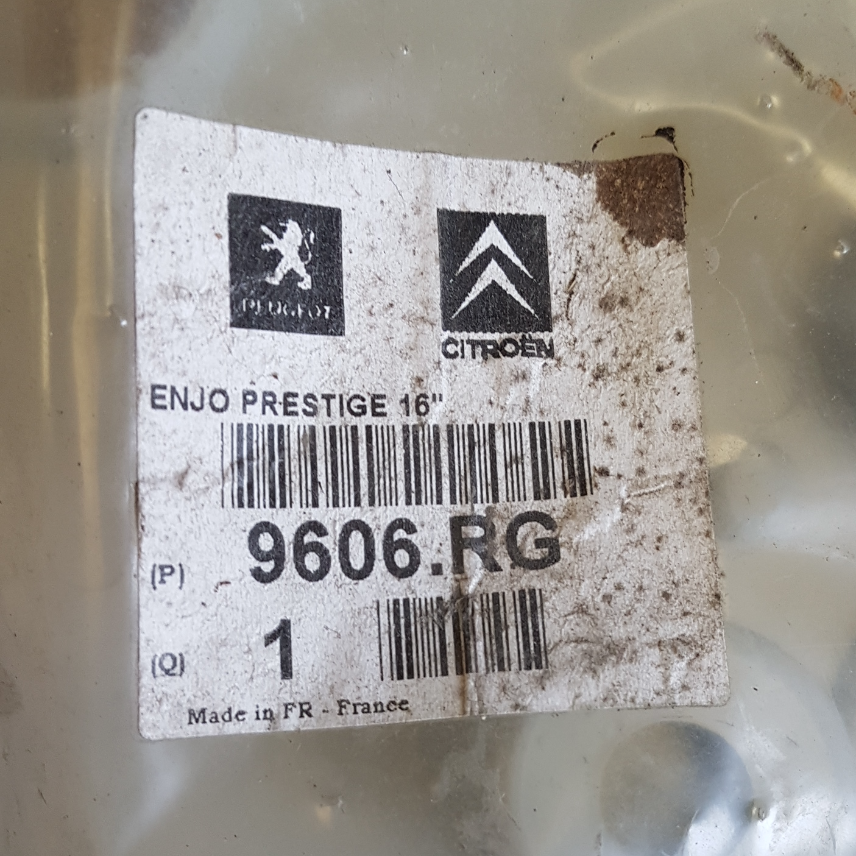 PEUGEOT
CITROËN
ENJO PRESTIGE 16"
(P) 9606.RG
(Q) 1
Made in FR - France